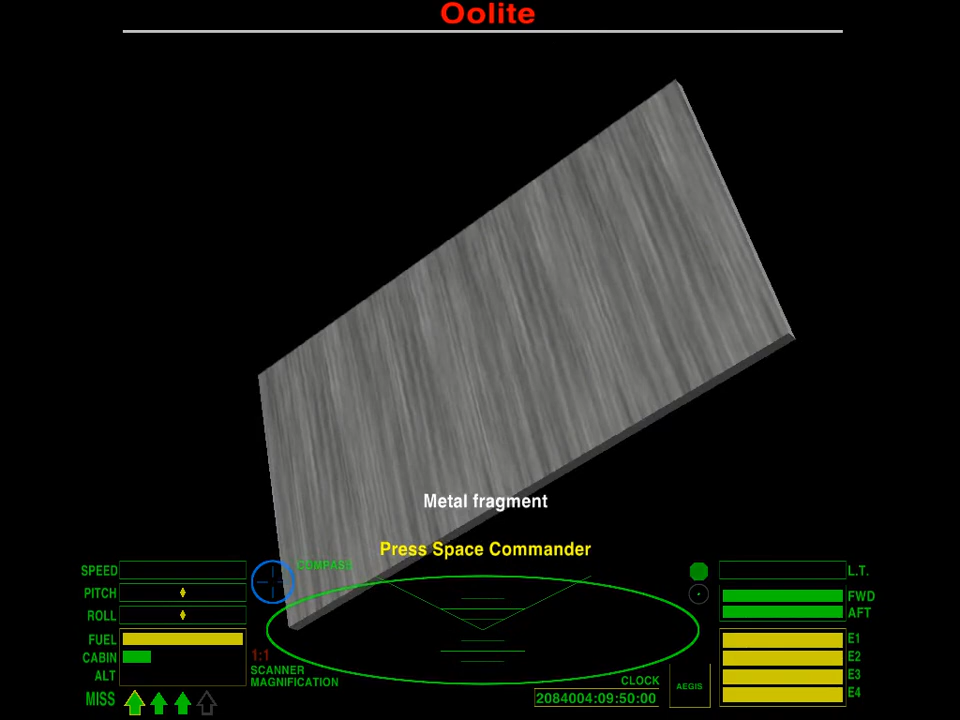 Oolite
Metal fragment
Press Space Commander
SPEED
PITCH
ROLL
FUEL
CABIN
ALT
MISS
COMPASS
1:1
SCANNER
MAGNIFICATION
CLOCK
2084004:09:50:00
AEGIS
L.T.
FWD
AFT
E1
E2
E3
E4